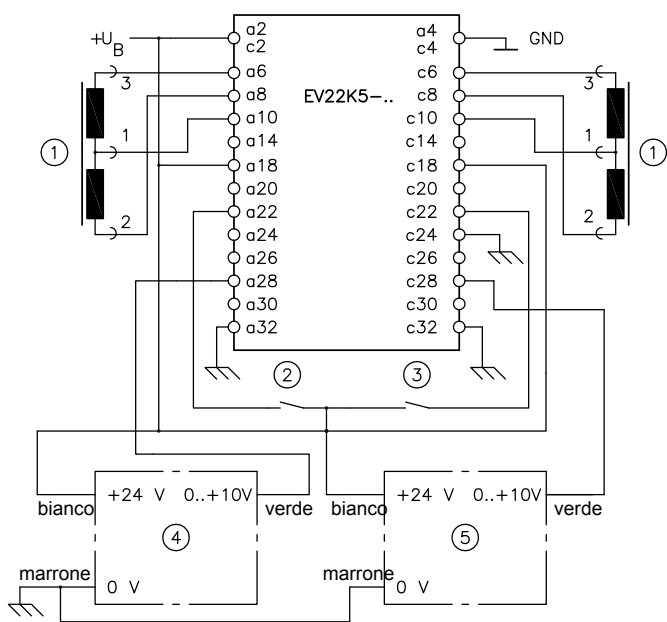 +UB
a2
c2
a6
a8
a10
a14
a18
a20
a22
a24
a26
a28
a30
a32
EV22K5-..
a4
c4
c6
c8
c10
c14
c18
c20
c22
c24
c26
c28
c30
c32
GND
3
1
2
1
3
1
2
1
2
3
+24 V 0..+10V
bianco
verde
4
marrone
0 V
+24 V 0..+10V
bianco
verde
5
marrone
0 V